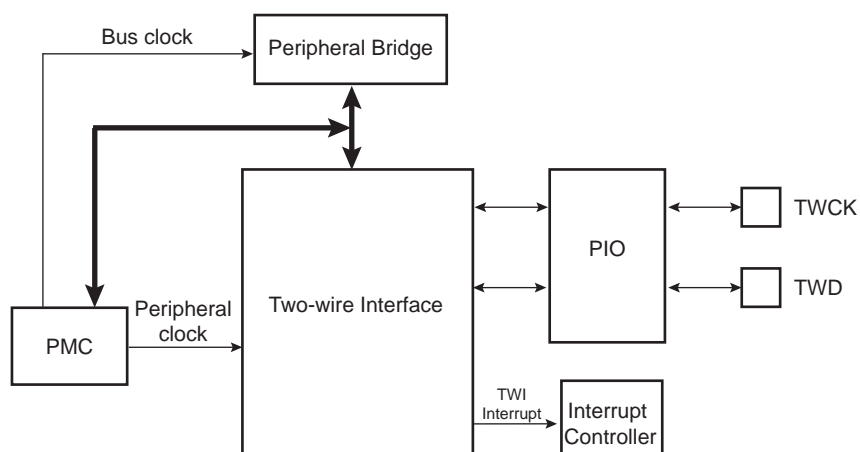 Bus clock
Peripheral Bridge
TWCK
PIO
TWD
Peripheral
clock
Two-wire Interface
PMC
TWI
Interrupt
Interrupt
Controller